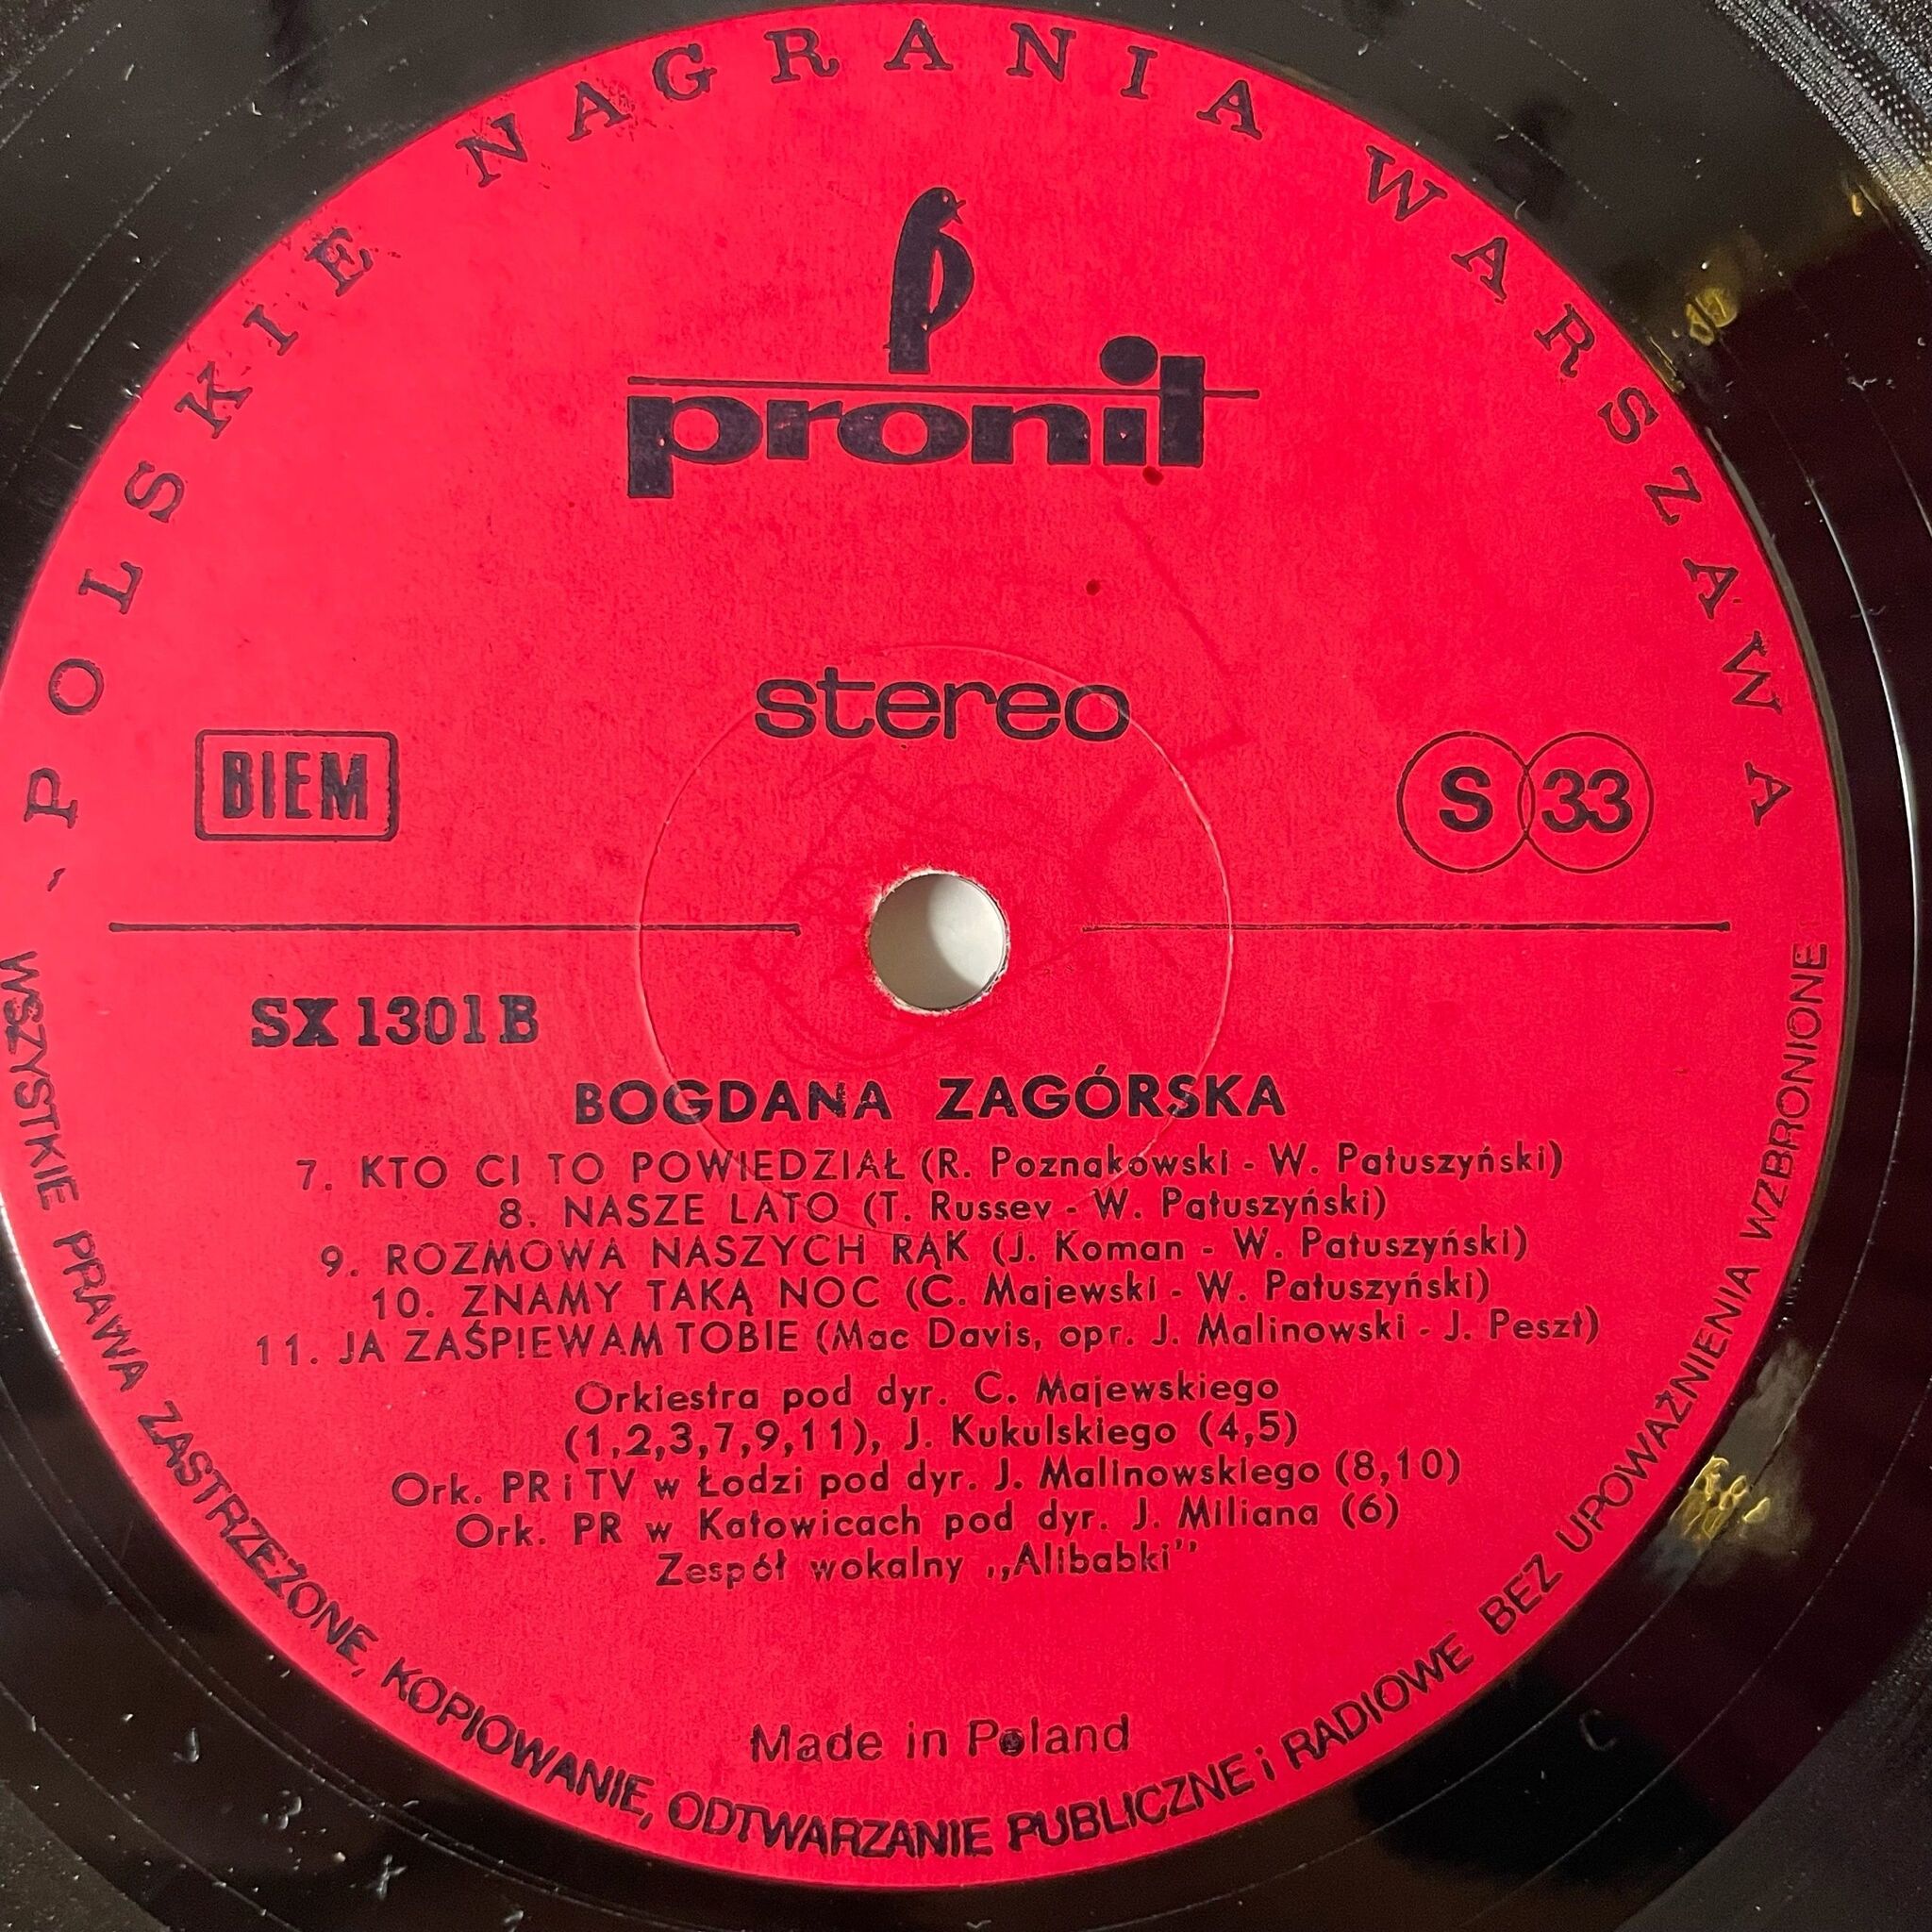 POLSKIE NAGRANIA WARSZAWA
pronit
stereo
BIEM
S 33
SX 1301 B
BOGDANA ZAGÓRSKA
7. KTO CI TO POWIEDZIAŁ (R. Poznakowski - W. Patuszyński)
8. NASZE LATO (T. Russev - W. Patuszyński)
9. ROZMOWA NASZYCH RĄK (J. Koman - W. Patuszyński)
10. ZNAMY TAKĄ NOC (C. Majewski - W. Patuszyński)
11. JA ZAŚPIEWAM TOBIE (Mac Davis, opr. J. Malinowski - J. Peszt)
Orkiestra pod dyr. C. Majewskiego
(1,2,3,7,9,11), J. Kukulskiego (4,5)
Ork. PR i TV w Łodzi pod dyr. J. Malinowskiego (8,10)
Ork. PR w Katowicach pod dyr. J. Miliana (6)
Zespół wokalny ,,Alibabki''
Made in Poland
WSZYSTKIE PRAWA ZASTRZEŻONE, KOPIOWANIE, ODTWARZANIE PUBLICZNE i RADIOWE BEZ UPOWAŻNIENIA WZBRONIONE